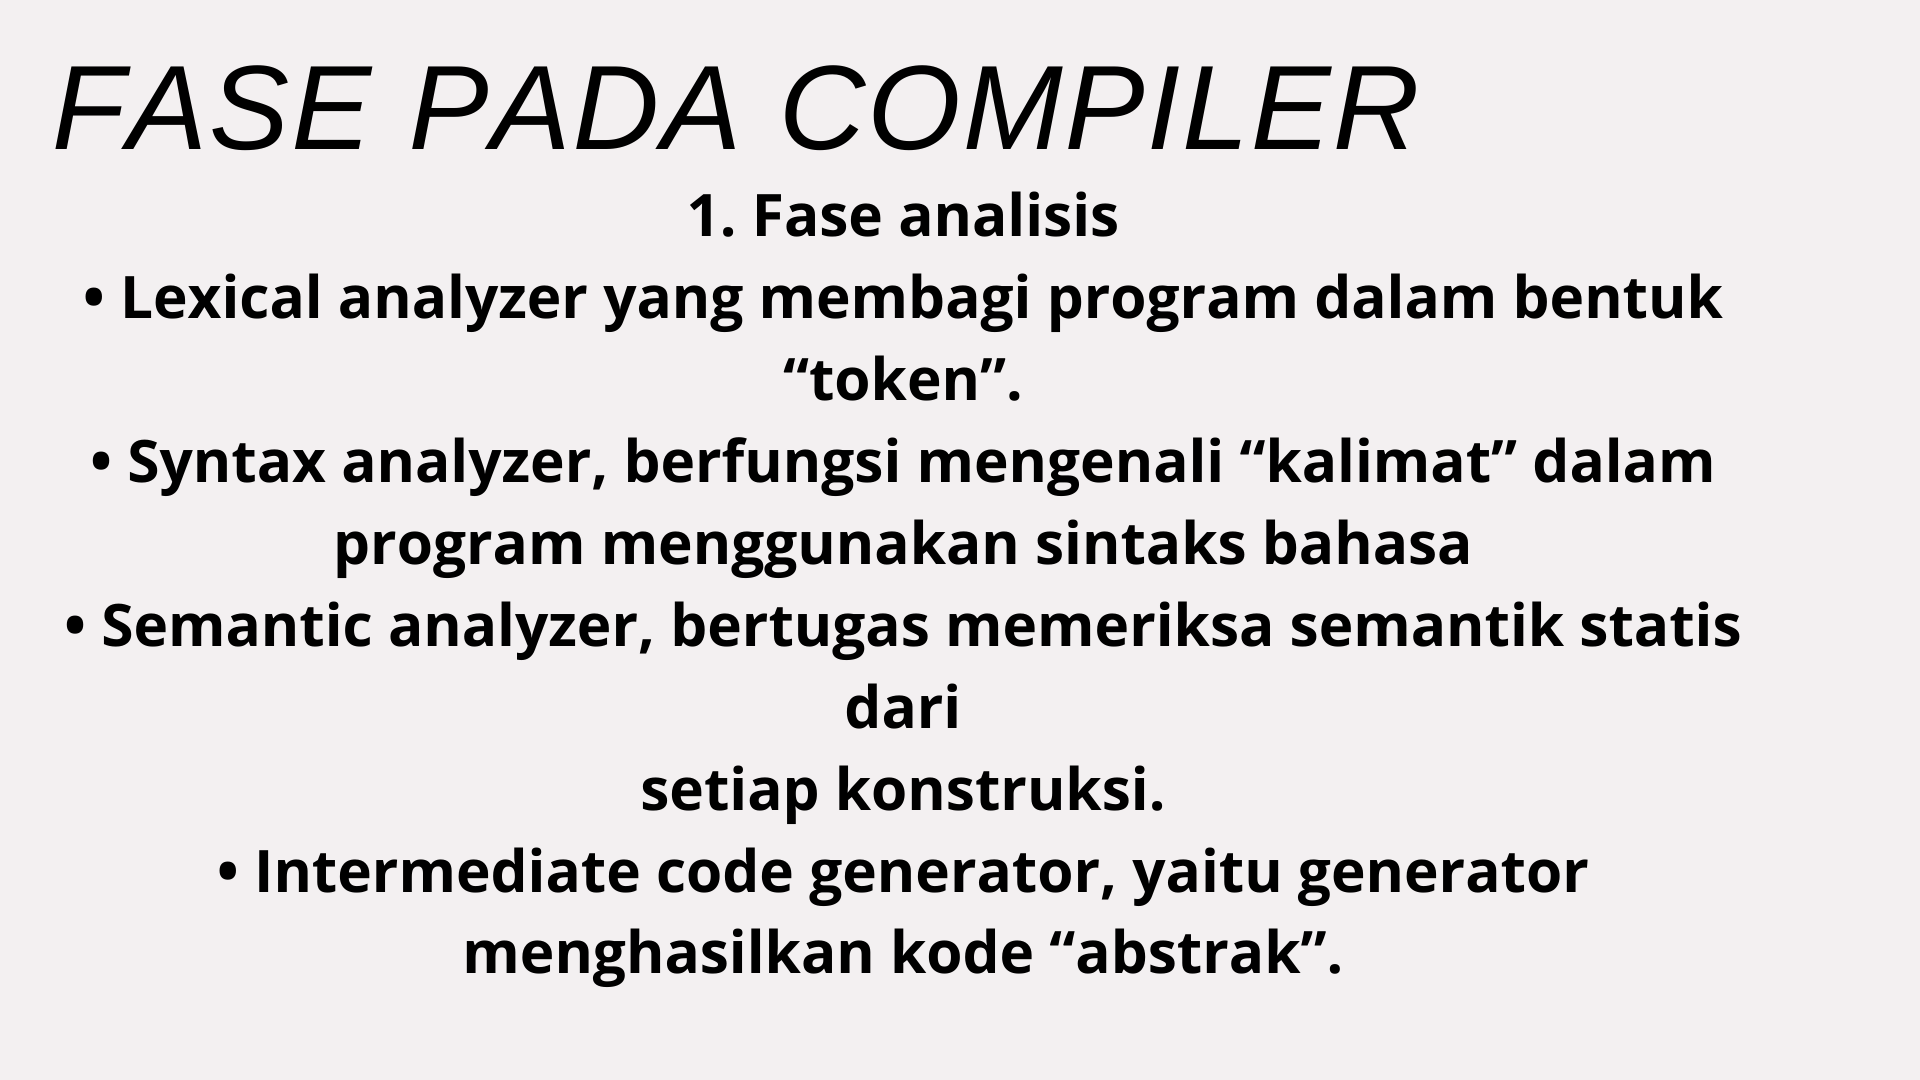 FASE PADA COMPILER
1. Fase analisis
• Lexical analyzer yang membagi program dalam bentuk
“token”.
• Syntax analyzer, berfungsi mengenali “kalimat” dalam
program menggunakan sintaks bahasa
• Semantic analyzer, bertugas memeriksa semantik statis
dari
setiap konstruksi.
• Intermediate code generator, yaitu generator
menghasilkan kode “abstrak”.